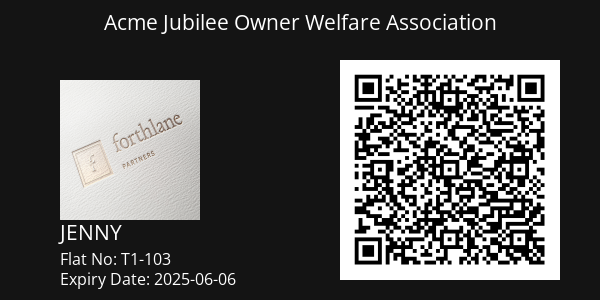 Acme Jubilee Owner Welfare Association
forthlane
f
PARTNERS
JENNY
Flat No: T1-103
Expiry Date: 2025-06-06